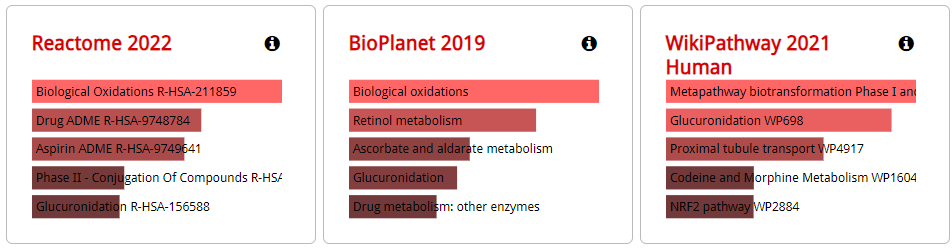 Reactome 2022
Biological Oxidations R-HSA-211859
Drug ADME R-HSA-9748784
Aspirin ADME R-HSA-9749641
Phase II - Conjugation Of Compounds R-HSA
Glucuronidation R-HSA-156588
BioPlanet 2019
Biological oxidations
Retinol metabolism
Ascorbate and aldarate metabolism
Glucuronidation
Drug metabolism: other enzymes
WikiPathway 2021
Human
Metapathway biotransformation Phase I and
Glucuronidation WP698
Proximal tubule transport WP4917
Codeine and Morphine Metabolism WP1604
NRF2 pathway WP2884